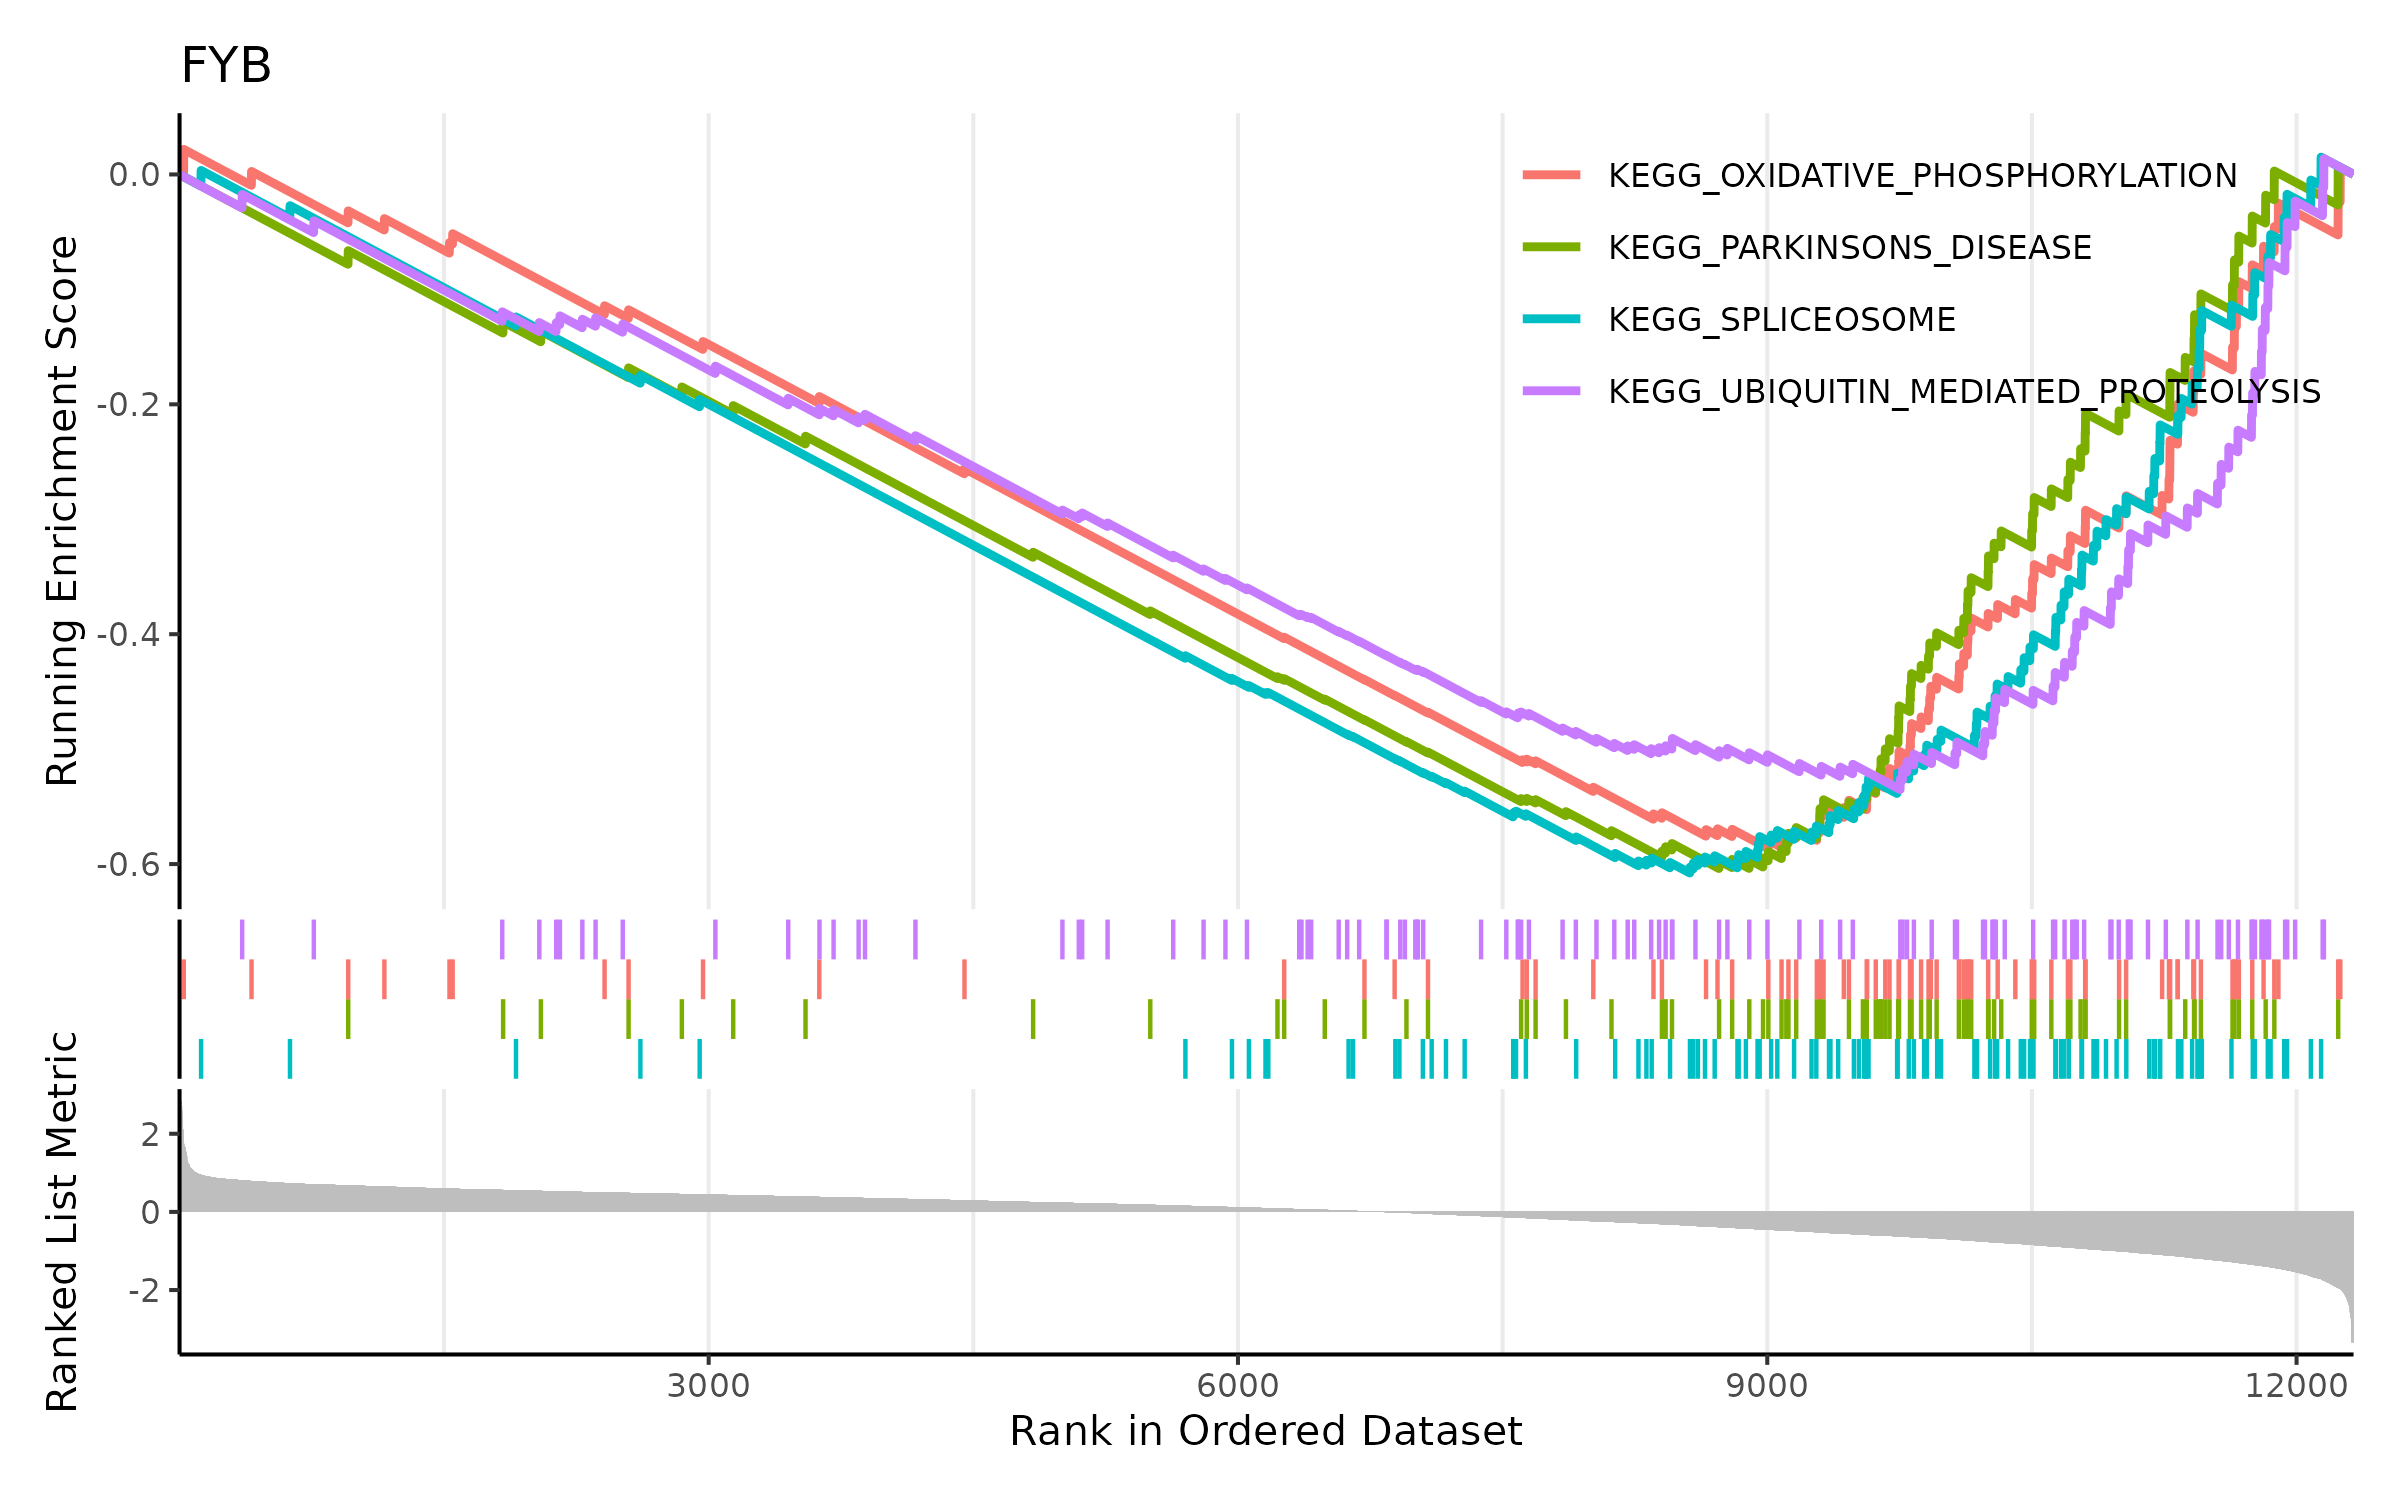 FYB
Running Enrichment Score
0.0
-0.2
-0.4
-0.6
KEGG_OXIDATIVE_PHOSPHORYLATION
KEGG_PARKINSONS_DISEASE
KEGG_SPLICEOSOME
KEGG_UBIQUITIN_MEDIATED_PROTEOLYSIS
Ranked List Metric
2
0
-2
3000 6000 9000 12000
Rank in Ordered Dataset